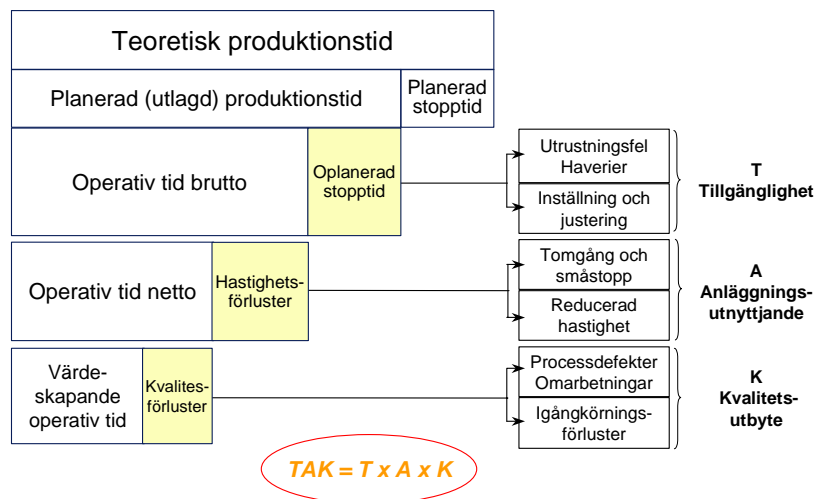 Teoretisk produktionstid
Planerad (utlagd) produktionstid
Planerad
stopptid
Operativ tid brutto
Oplanerad
stopptid
Utrustningsfel
Haverier
Inställning och
justering
T
Tillgänglighet
Operativ tid netto
Hastighets-
förluster
Tomgång och
småstopp
Reducerad
hastighet
A
Anläggnings-
utnyttjande
Värde-
skapande
operativ tid
Kvalites-
förluster
Processdefekter
Omarbetningar
Igångkörnings-
förluster
K
Kvalitets-
utbyte
TAK = T x A x K